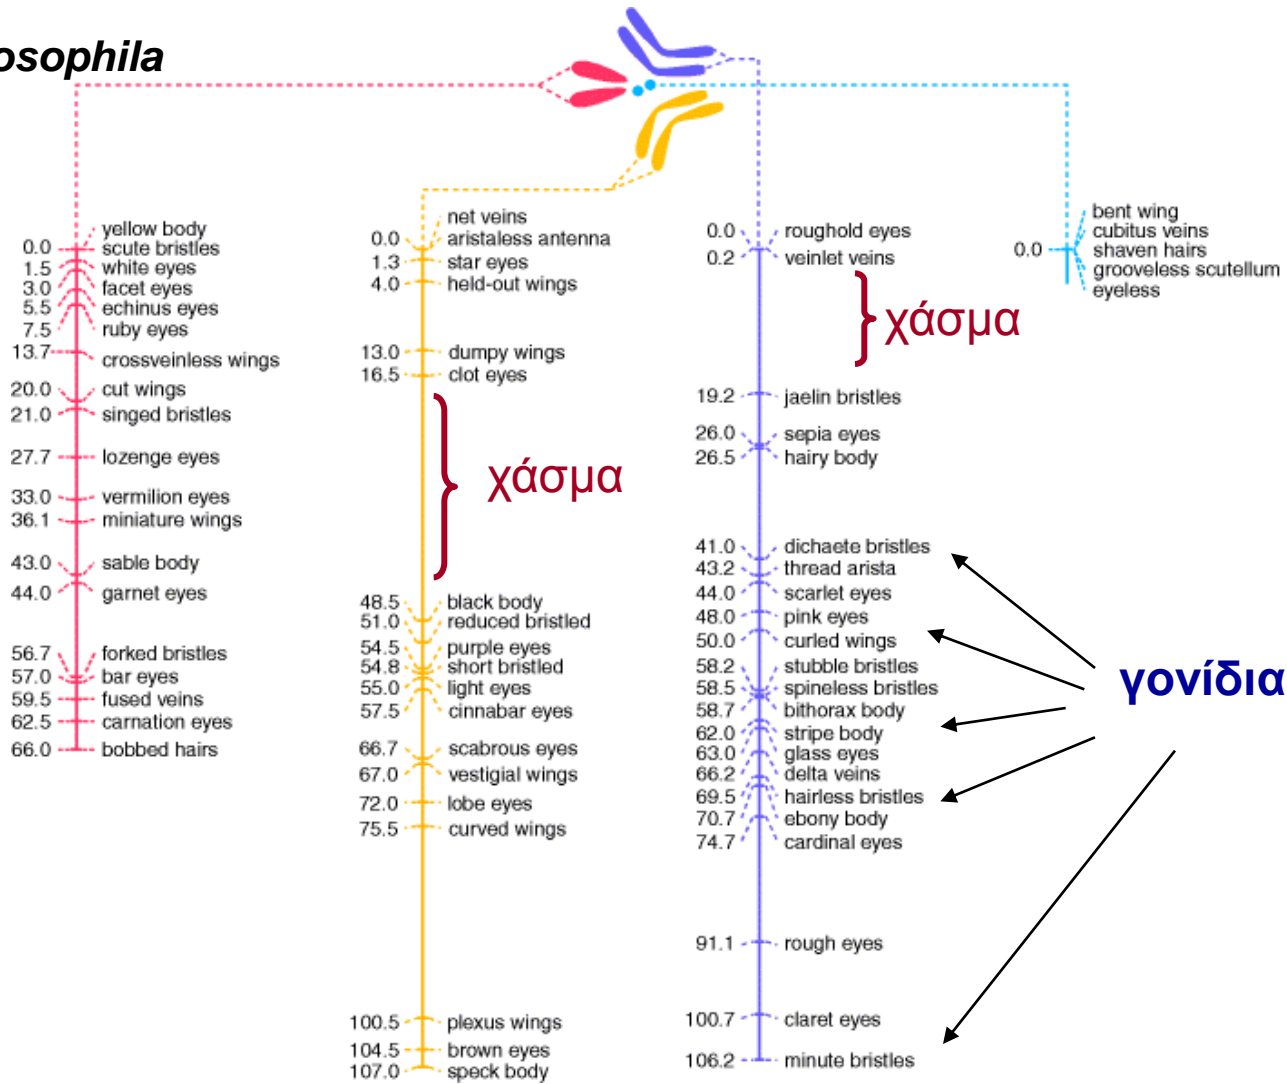 osophila
yellow body
0.0 scute bristles
1.5 white eyes
3.0 facet eyes
5.5 echinus eyes
7.5 ruby eyes
13.7 crossveinless wings
20.0 cut wings
21.0 singed bristles
27.7 lozenge eyes
33.0 vermilion eyes
36.1 miniature wings
43.0 sable body
44.0 garnet eyes
56.7 forked bristles
57.0 bar eyes
59.5 fused veins
62.5 carnation eyes
66.0 bobbed hairs
net veins
0.0 aristaless antenna
1.3 star eyes
4.0 held-out wings
13.0 dumpy wings
16.5 clot eyes
χάσμα
48.5 black body
51.0 reduced bristled
54.5 purple eyes
54.8 short bristled
55.0 light eyes
57.5 cinnabar eyes
66.7 scabrous eyes
67.0 vestigial wings
72.0 lobe eyes
75.5 curved wings
100.5 plexus wings
104.5 brown eyes
107.0 speck body
0.0 roughold eyes
0.2 veinlet veins
χάσμα
19.2 jaelin bristles
26.0 sepia eyes
26.5 hairy body
41.0 dichaete bristles
43.2 thread arista
44.0 scarlet eyes
48.0 pink eyes
50.0 curled wings
58.2 stubble bristles
58.5 spineless bristles
58.7 bithorax body
62.0 stripe body
63.0 glass eyes
66.2 delta veins
69.5 hairless bristles
70.7 ebony body
74.7 cardinal eyes
91.1 rough eyes
100.7 claret eyes
106.2 minute bristles
bent wing
cubitus veins
0.0 shaven hairs
grooveless scutellum
eyeless
γονίδια